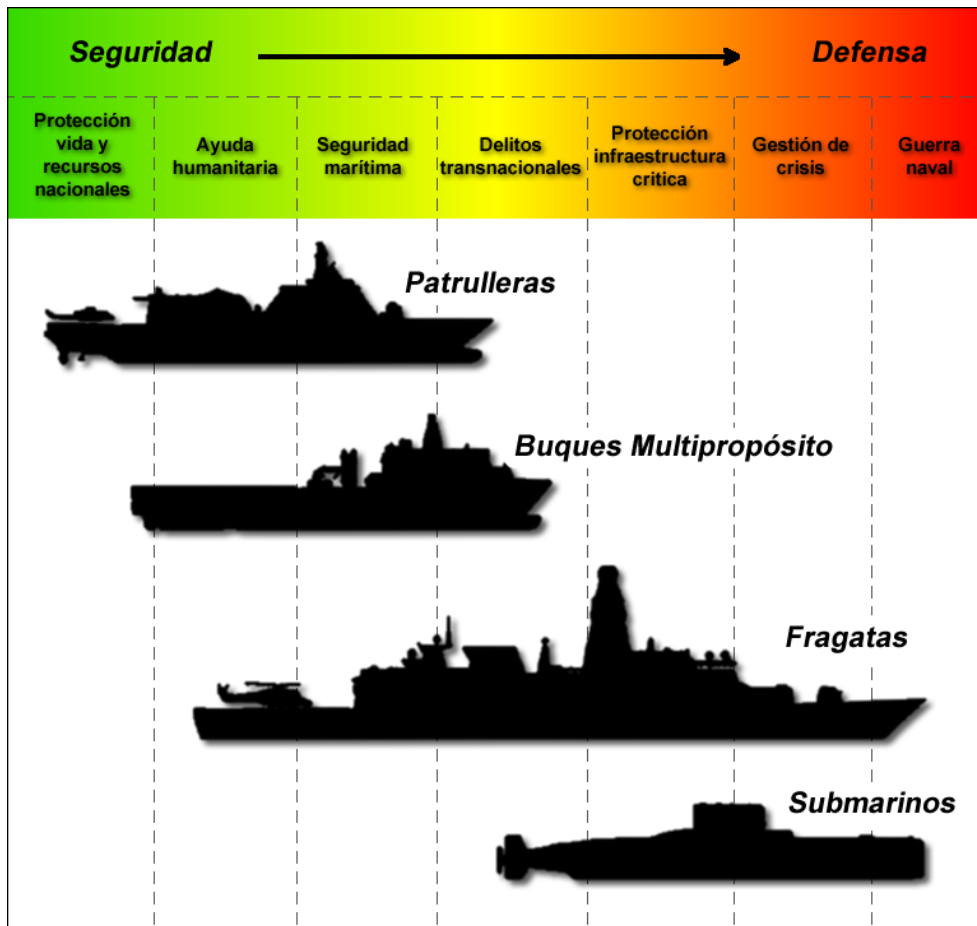 Seguridad
Defensa
Protección
vida y
recursos
nacionales
Ayuda
humanitaria
Seguridad
marítima
Delitos
transnacionales
Protección
infraestructura
critica
Gestión de
crisis
Guerra
naval
Patrulleras
Buques Multipropósito
Fragatas
Submarinos